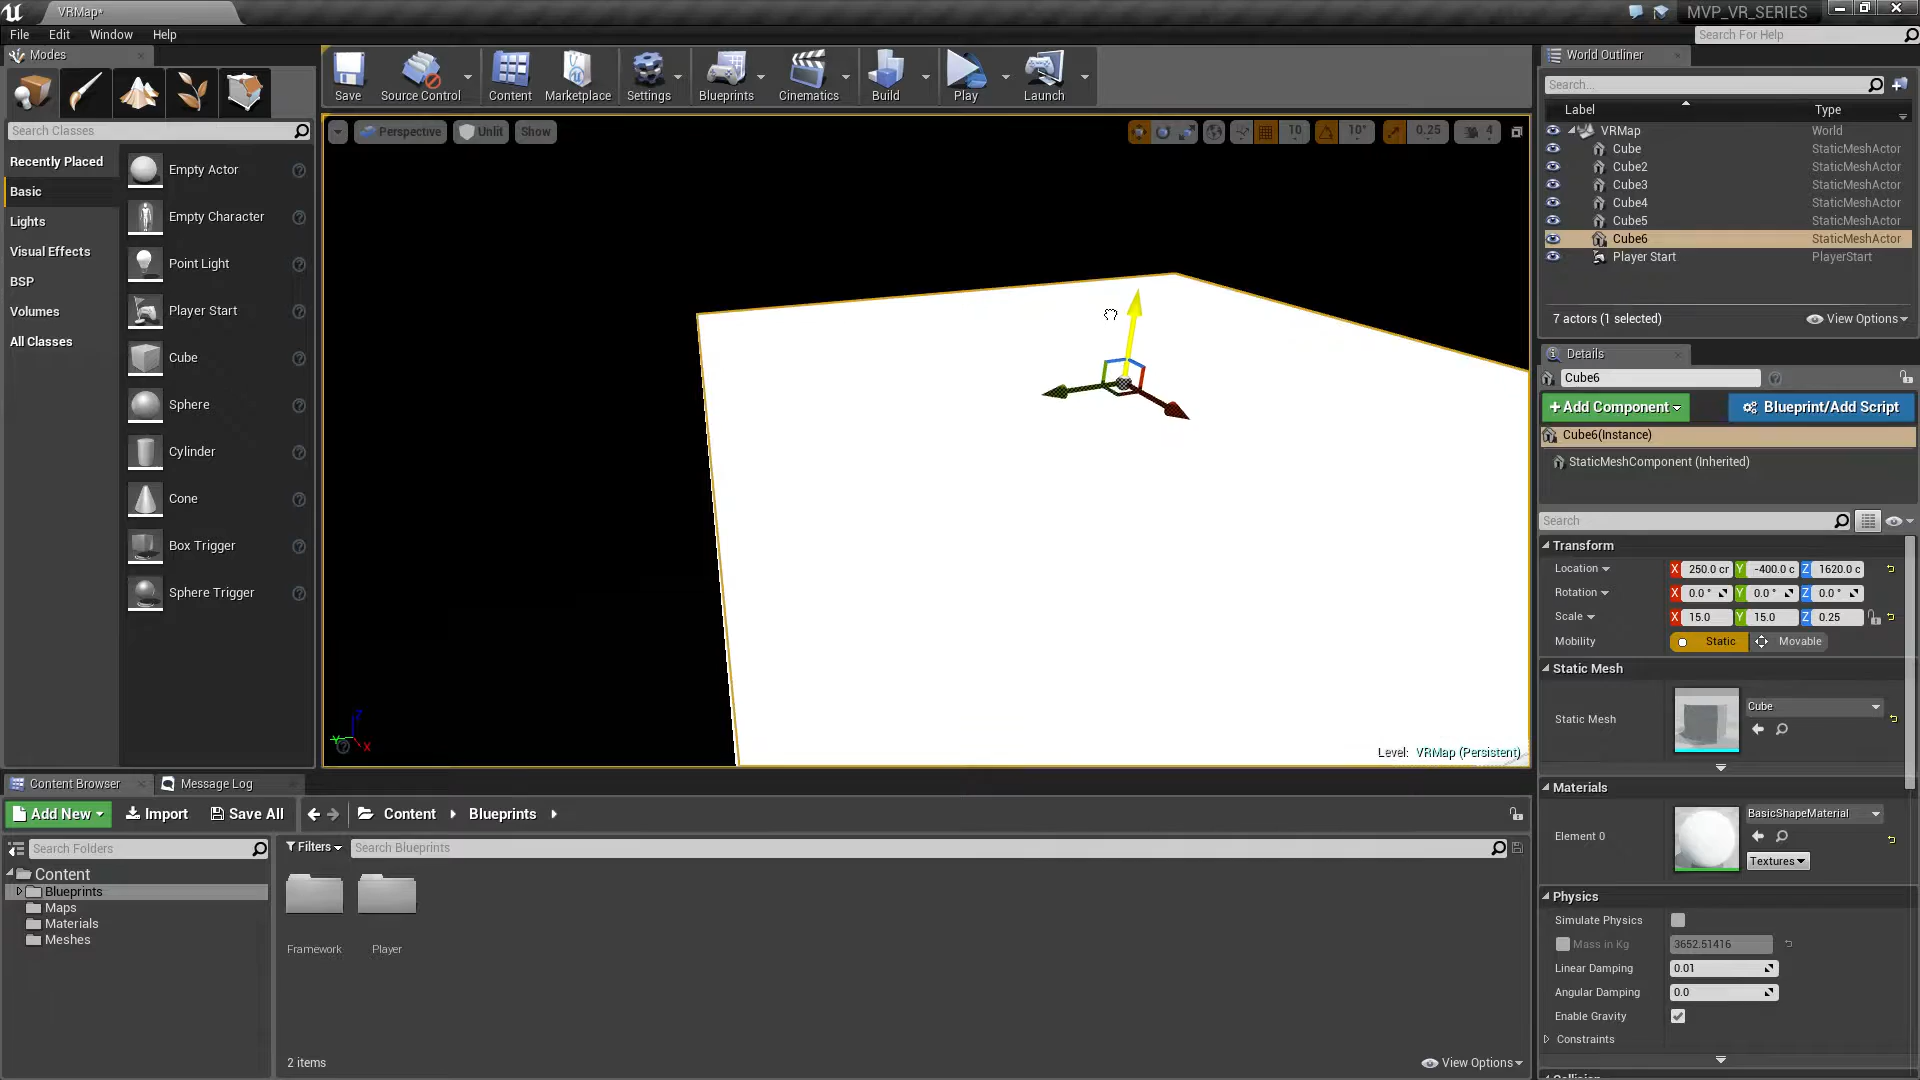 VRMap*
MVP_VR_SERIES
File Edit Window Help
Search For Help
Modes
Search Classes
Recently Placed
Basic
Lights
Visual Effects
BSP
Volumes
All Classes
Empty Actor
Empty Character
Point Light
Player Start
Cube
Sphere
Cylinder
Cone
Box Trigger
Sphere Trigger
Save Source Control Content Marketplace Settings Blueprints Cinematics Build Play Launch
Perspective Unlit Show
10 10° 0.25 4
Level: VRMap (Persistent)
Z
X
World Outliner
Search...
Label Type
VRMap World
Cube StaticMeshActor
Cube2 StaticMeshActor
Cube3 StaticMeshActor
Cube4 StaticMeshActor
Cube5 StaticMeshActor
Cube6 StaticMeshActor
Player Start PlayerStart
7 actors (1 selected) View Options
Details
Cube6
+Add Component Blueprint/Add Script
Cube6(Instance)
StaticMeshComponent (Inherited)
Search
Transform
Location X 250.0 cr Y -400.0 c Z 1620.0 c
Rotation X 0.0 ° Y 0.0 ° Z 0.0 °
Scale X 15.0 Y 15.0 Z 0.25
Mobility Static Movable
Static Mesh
Static Mesh Cube
Materials
Element 0 BasicShapeMaterial
Textures
Physics
Simulate Physics
Mass in Kg 3652.51416
Linear Damping 0.01
Angular Damping 0.0
Enable Gravity
Constraints
Content Browser Message Log
Add New Import Save All Content Blueprints
Search Folders
Content
Blueprints
Maps
Materials
Meshes
Filters Search Blueprints
Framework Player
2 items View Options